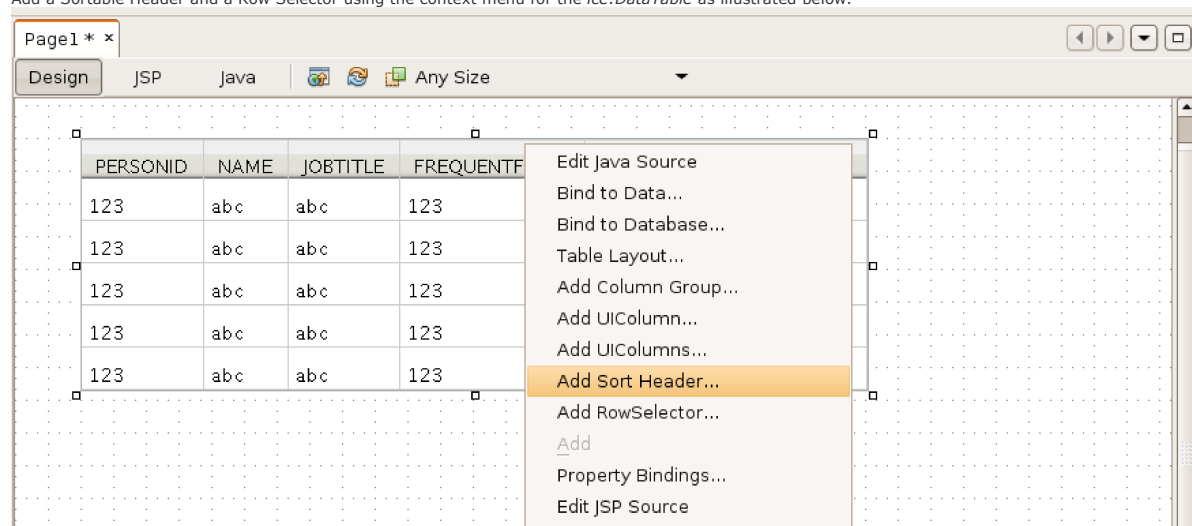 Add a Sortable Header and a Row Selector using the context menu for the ice:DataTable as illustrated below.
Page1 * ×
Design JSP Java Any Size
PERSONID NAME JOBTITLE FREQUENTF
123 abc abc 123
123 abc abc 123
123 abc abc 123
123 abc abc 123
123 abc abc 123
Edit Java Source
Bind to Data...
Bind to Database...
Table Layout...
Add Column Group...
Add UIColumn...
Add UIColumns...
Add Sort Header...
Add RowSelector...
Add
Property Bindings...
Edit JSP Source